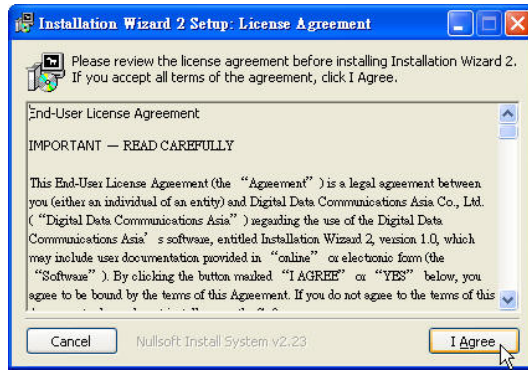 Installation Wizard 2 Setup: License Agreement
Please review the license agreement before installing Installation Wizard 2.
If you accept all terms of the agreement, click I Agree.
End-User License Agreement
IMPORTANT — READ CAREFULLY
This End-User License Agreement (the “Agreement” ) is a legal agreement between
you (either an individual of an entity) and Digital Data Communications Asia Co., Ltd.
( “Digital Data Communications Asia” ) regarding the use of the Digital Data
Communications Asia’ s software, entitled Installation Wizard 2, version 1.0, which
may include user documentation provided in “online” or electronic form (the
“Software” ). By clicking the button marked “I AGREE” or “YES” below, you
agree to be bound by the terms of this Agreement. If you do not agree to the terms of this
Cancel
Nullsoft Install System v2.23
I Agree